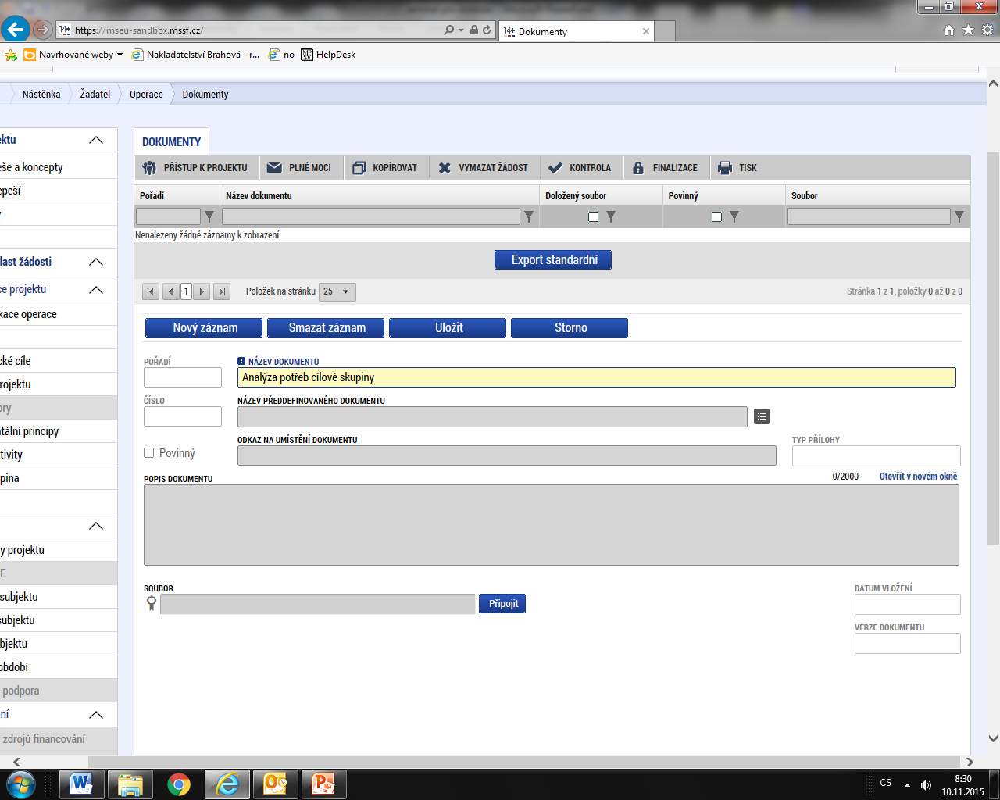 https://mseu-sandbox.mssf.cz/
14+ Dokumenty
Navrhované weby
Nakladatelství Brahová - r...
no
HelpDesk
Nástěnka
Žadatel
Operace
Dokumenty
ktu
še a koncepty
epeší
last žádosti
ce projektu
kace operace
cké cíle
rojektu
ory
tální principy
tivity
pina
y projektu
E
subjektu
subjektu
bjektu
období
podpora
ní
zdrojů financování
DOKUMENTY
PŘÍSTUP K PROJEKTU
PLNÉ MOCI
KOPÍROVAT
VYMAZAT ŽÁDOST
KONTROLA
FINALIZACE
TISK
Pořadí
Název dokumentu
Doložený soubor
Povinný
Soubor
Nenalezeny žádné záznamy k zobrazení
Export standardní
1
Položek na stránku 25
Stránka 1 z 1, položky 0 až 0 z 0
Nový záznam
Smazat záznam
Uložit
Storno
POŘADÍ
NÁZEV DOKUMENTU
Analýza potřeb cílové skupiny
ČÍSLO
NÁZEV PŘEDDEFINOVANÉHO DOKUMENTU
Povinný
ODKAZ NA UMÍSTĚNÍ DOKUMENTU
TYP PŘÍLOHY
POPIS DOKUMENTU
0/2000
Otevřít v novém okně
SOUBOR
Připojit
DATUM VLOŽENÍ
VERZE DOKUMENTU
CS
8:30
10.11.2015